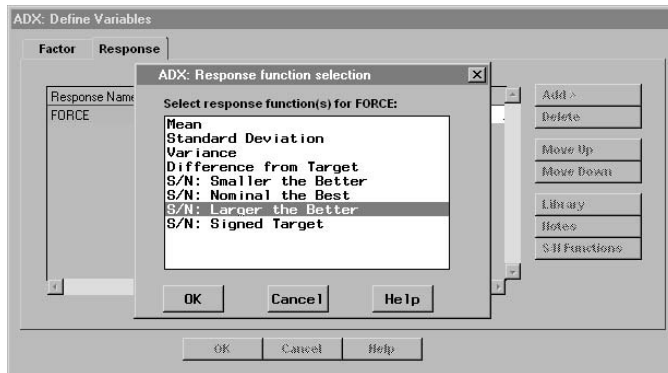 ADX: Define Variables
Factor Response
ADX: Response function selection
Response Name
FORCE
Select response function(s) for FORCE:
Mean
Standard Deviation
Variance
Difference from Target
S/N: Smaller the Better
S/N: Nominal the Best
S/N: Larger the Better
S/N: Signed Target
OK Cancel Help
Add >
Delete
Move Up
Move Down
Library
Notes
S-N Functions
OK Cancel Help